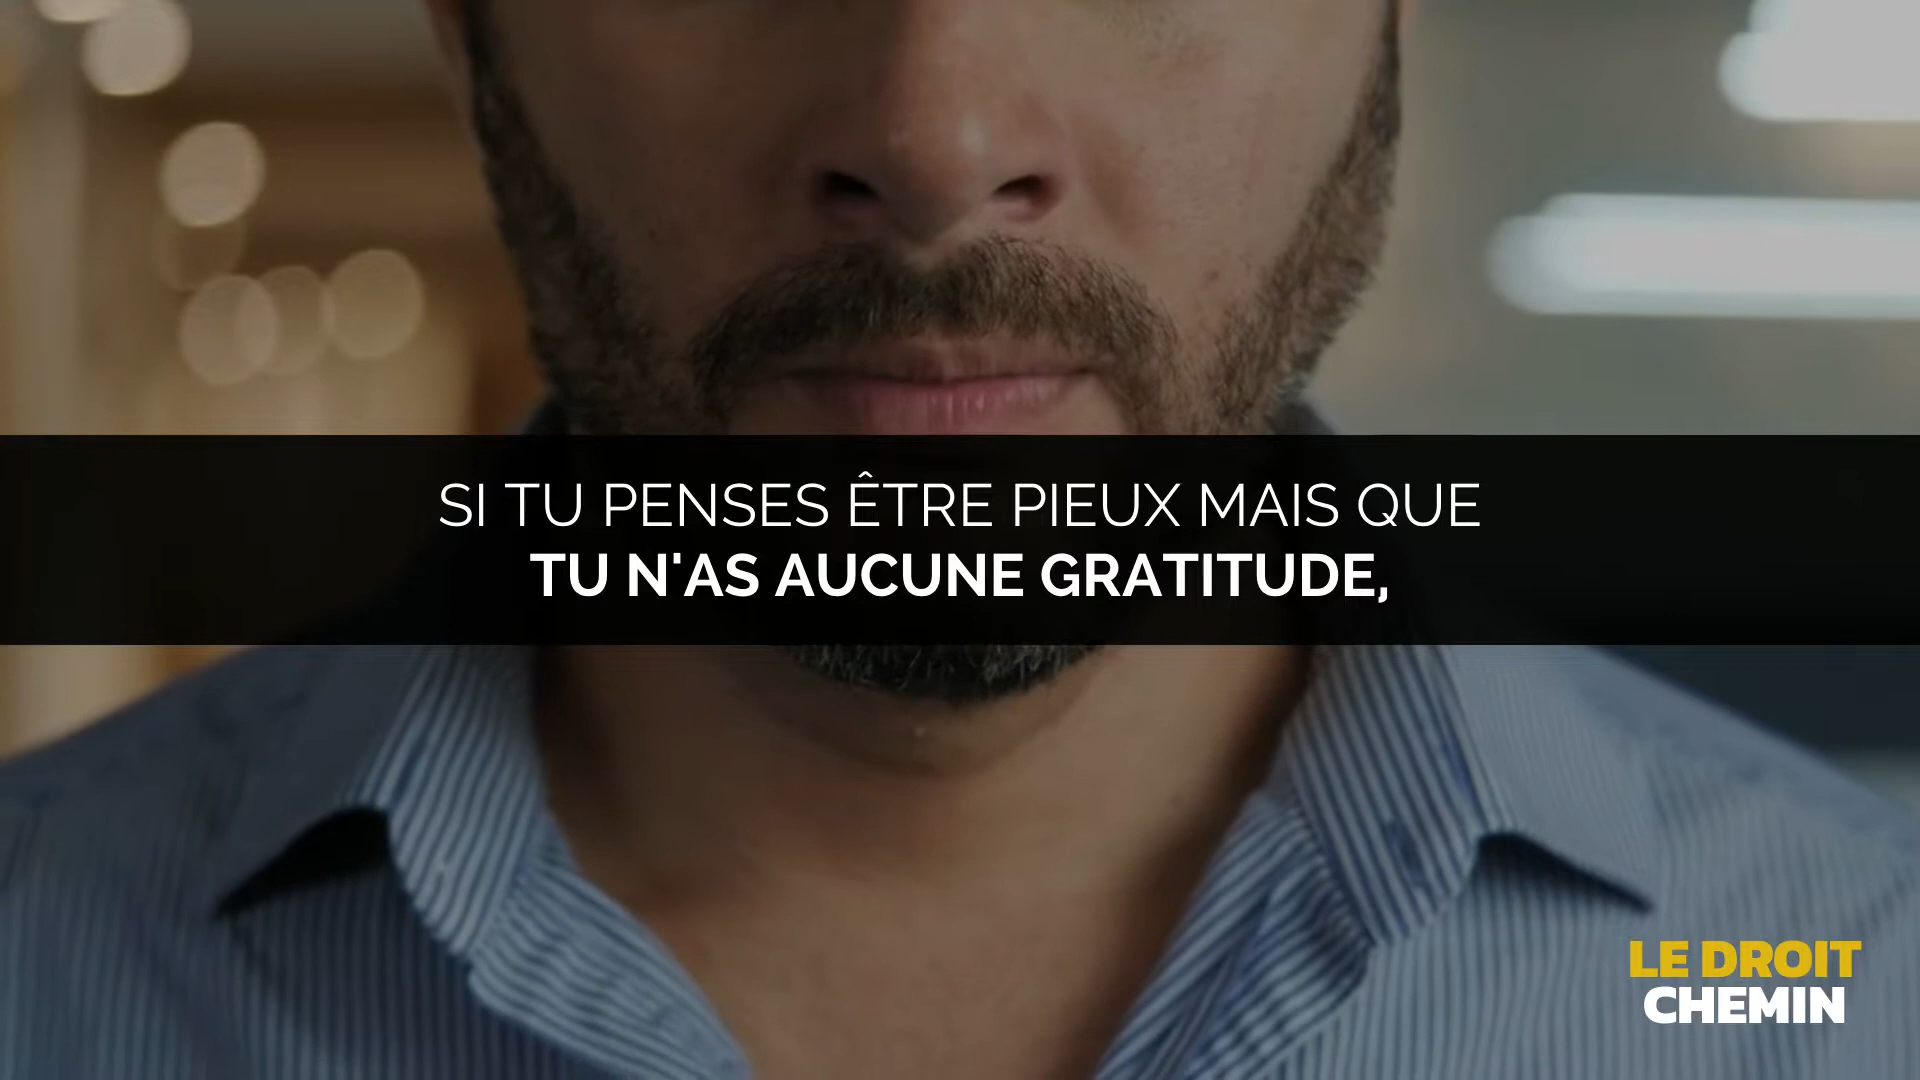 SI TU PENSES ÊTRE PIEUX MAIS QUE
TU N'AS AUCUNE GRATITUDE,
LE DROIT
CHEMIN